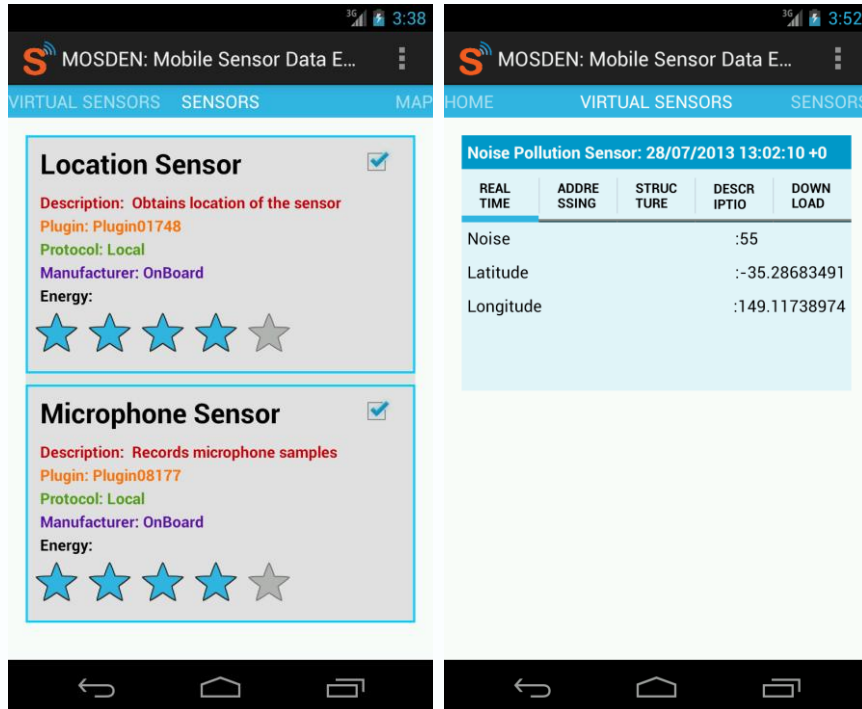 3G 3:38
MOSDEN: Mobile Sensor Data E...
VIRTUAL SENSORS SENSORS MAP
Location Sensor
Description: Obtains location of the sensor
Plugin: Plugin01748
Protocol: Local
Manufacturer: OnBoard
Energy:
Microphone Sensor
Description: Records microphone samples
Plugin: Plugin08177
Protocol: Local
Manufacturer: OnBoard
Energy:
3G 3:52
MOSDEN: Mobile Sensor Data E...
HOME VIRTUAL SENSORS SENSORS
Noise Pollution Sensor: 28/07/2013 13:02:10 +0
REAL ADDRE STRUC DESCR DOWN
TIME SSING TURE IPTIO LOAD
Noise :55
Latitude :-35.28683491
Longitude :149.11738974